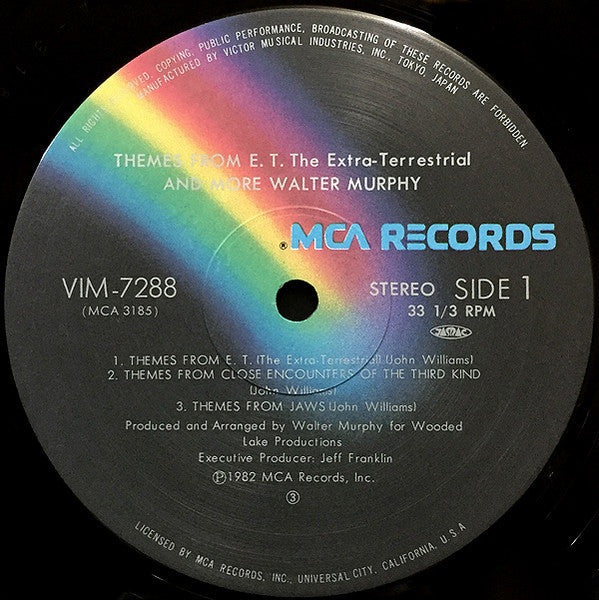 ALL RIGHTS RESERVED, COPYING, PUBLIC PERFORMANCE, BROADCASTING OF THESE RECORDS ARE FORBIDDEN
MANUFACTURED BY VICTOR MUSICAL INDUSTRIES, INC., TOKYO, JAPAN
THEMES FROM E. T. The Extra-Terrestrial
AND MORE WALTER MURPHY
® MCA RECORDS
VIM-7288
(MCA 3185)
STEREO SIDE 1
33 1/3 RPM
JASRAC
1. THEMES FROM E. T. (The Extra-Terrestrial) (John Williams)
2. THEMES FROM CLOSE ENCOUNTERS OF THE THIRD KIND
(John Williams)
3. THEMES FROM JAWS (John Williams)
Produced and Arranged by Walter Murphy for Wooded
Lake Productions
Executive Producer: Jeff Franklin
Ⓟ1982 MCA Records, Inc.
③
LICENSED BY MCA RECORDS, INC., UNIVERSAL CITY, CALIFORNIA, U.S.A